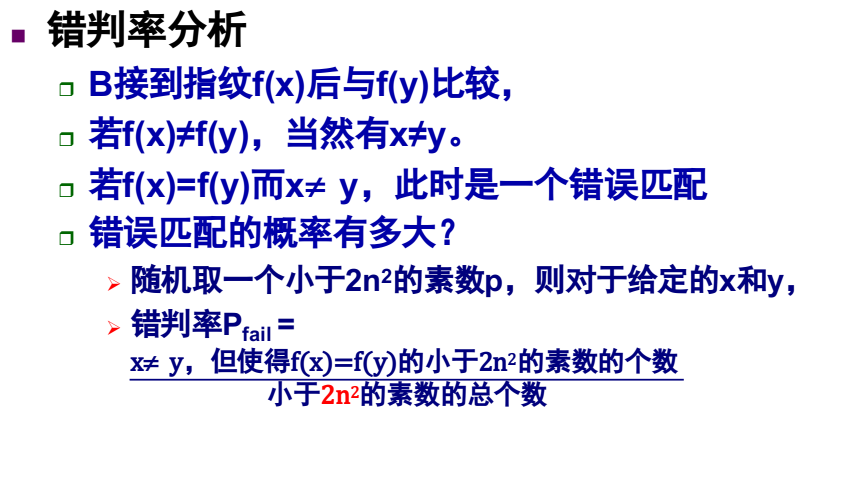 错判率分析
B接到指纹f(x)后与f(y)比较，
若f(x)≠f(y)，当然有x≠y。
若f(x)=f(y)而x≠ y，此时是一个错误匹配
错误匹配的概率有多大？
随机取一个小于2n²的素数p，则对于给定的x和y，
错判率Pfail =
x≠ y，但使得f(x)=f(y)的小于2n²的素数的个数
小于2n²的素数的总个数